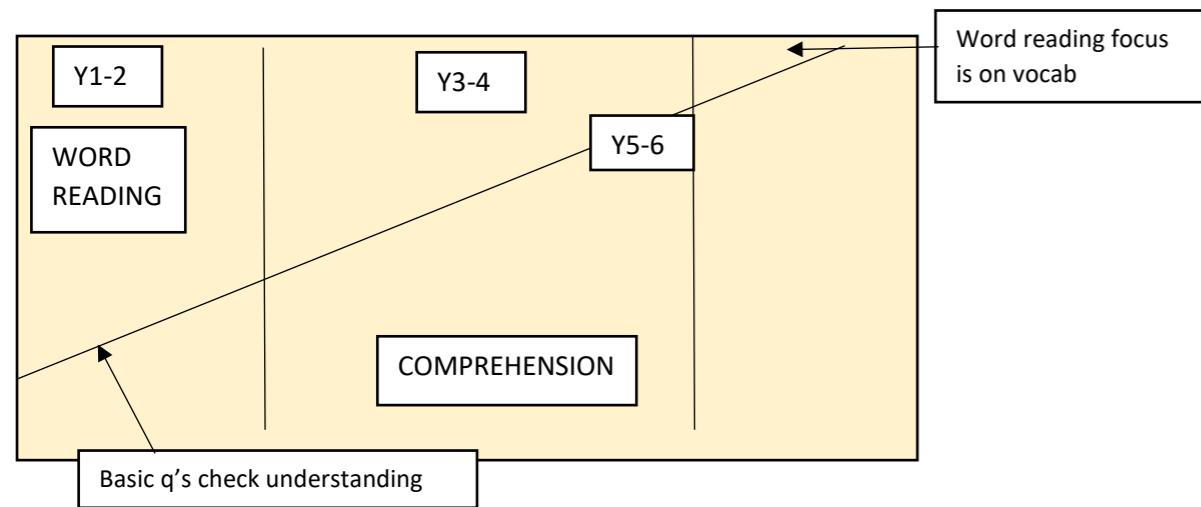 Word reading focus
is on vocab
Y1-2
Y3-4
Y5-6
WORD
READING
COMPREHENSION
Basic q's check understanding